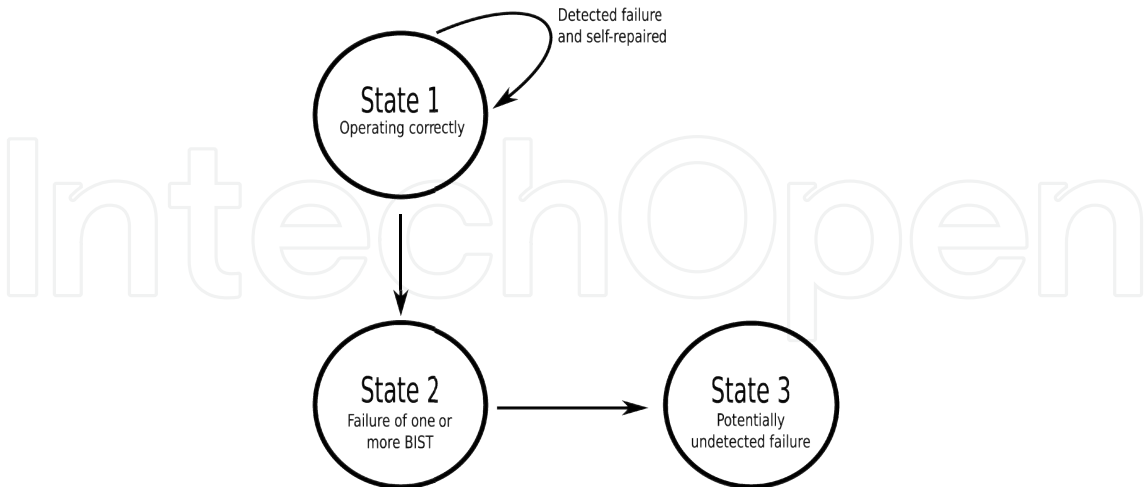 Detected failure
and self-repaired
State 1
Operating correctly
IntechOpen
State 2
Failure of one or
more BIST
State 3
Potentially
undetected failure